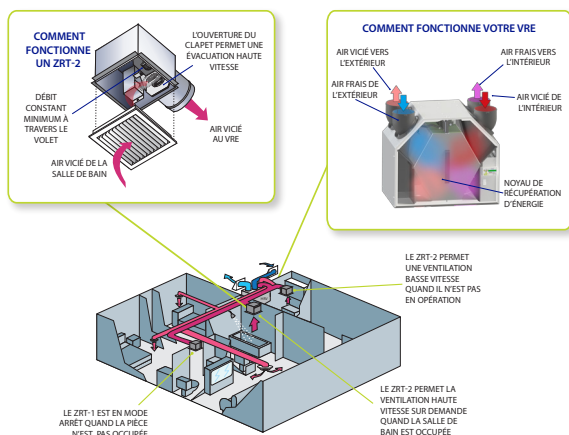 COMMENT
FONCTIONNE
UN ZRT-2
L'OUVERTURE DU
CLAPET PERMET UNE
ÉVACUATION HAUTE
VITESSE
DÉBIT
CONSTANT
MINIMUM À
TRAVERS LE
VOLET
AIR VICIÉ
AU VRE
AIR VICIÉ DE LA
SALLE DE BAIN
COMMENT FONCTIONNE VOTRE VRE
AIR VICIÉ VERS
L'EXTÉRIEUR
AIR FRAIS VERS
L'INTÉRIEUR
AIR FRAIS DE
L'EXTÉRIEUR
AIR VICIÉ DE
L'INTÉRIEUR
NOYAU DE
RÉCUPÉRATION
D'ÉNERGIE
LE ZRT-2 PERMET
UNE VENTILATION
BASSE VITESSE
QUAND IL N'EST PAS
EN OPÉRATION
LE ZRT-1 EST EN MODE
ARRÊT QUAND LA PIÈCE
N'EST PAS OCCUPÉE
LE ZRT-2 PERMET LA
VENTILATION HAUTE
VITESSE SUR DEMANDE
QUAND LA SALLE DE
BAIN EST OCCUPÉE